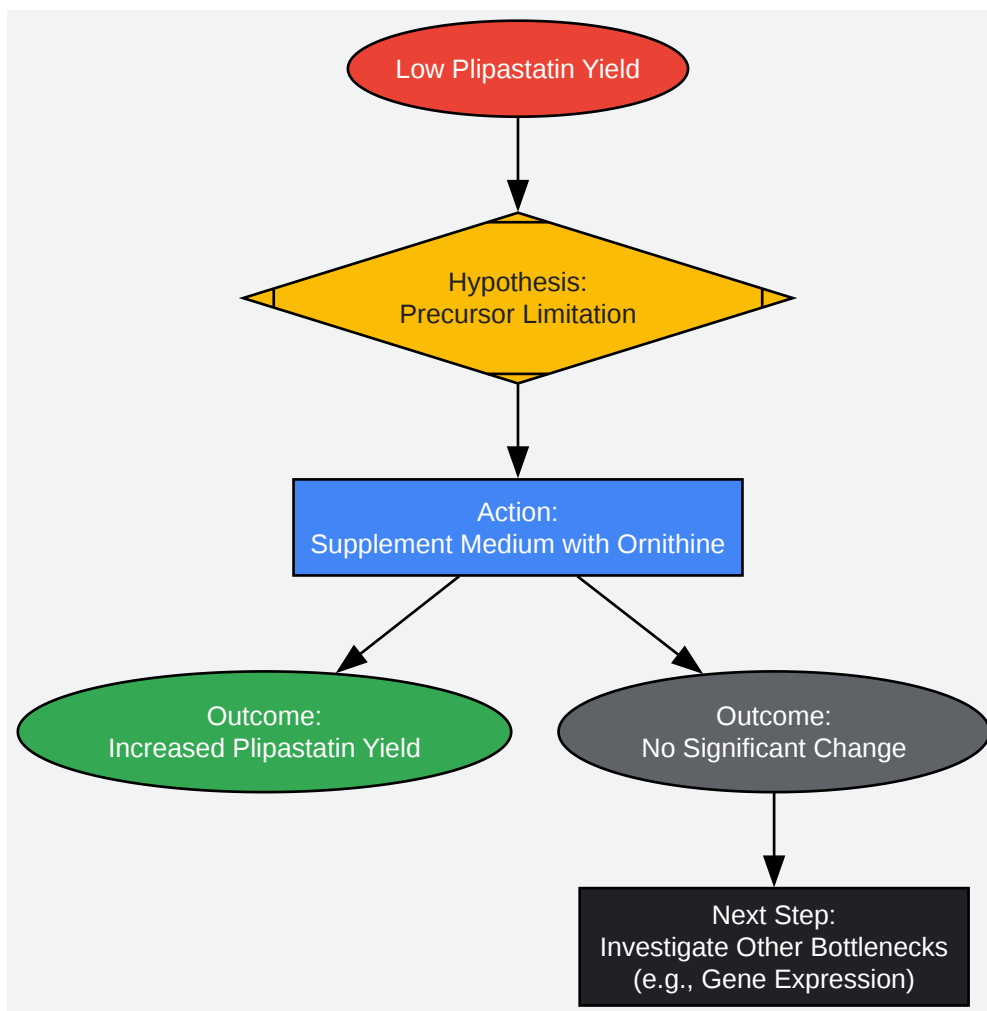 Low Plipastatin Yield
Hypothesis:
Precursor Limitation
Action:
Supplement Medium with Ornithine
Outcome:
Increased Plipastatin Yield
Outcome:
No Significant Change
Next Step:
Investigate Other Bottlenecks
(e.g., Gene Expression)